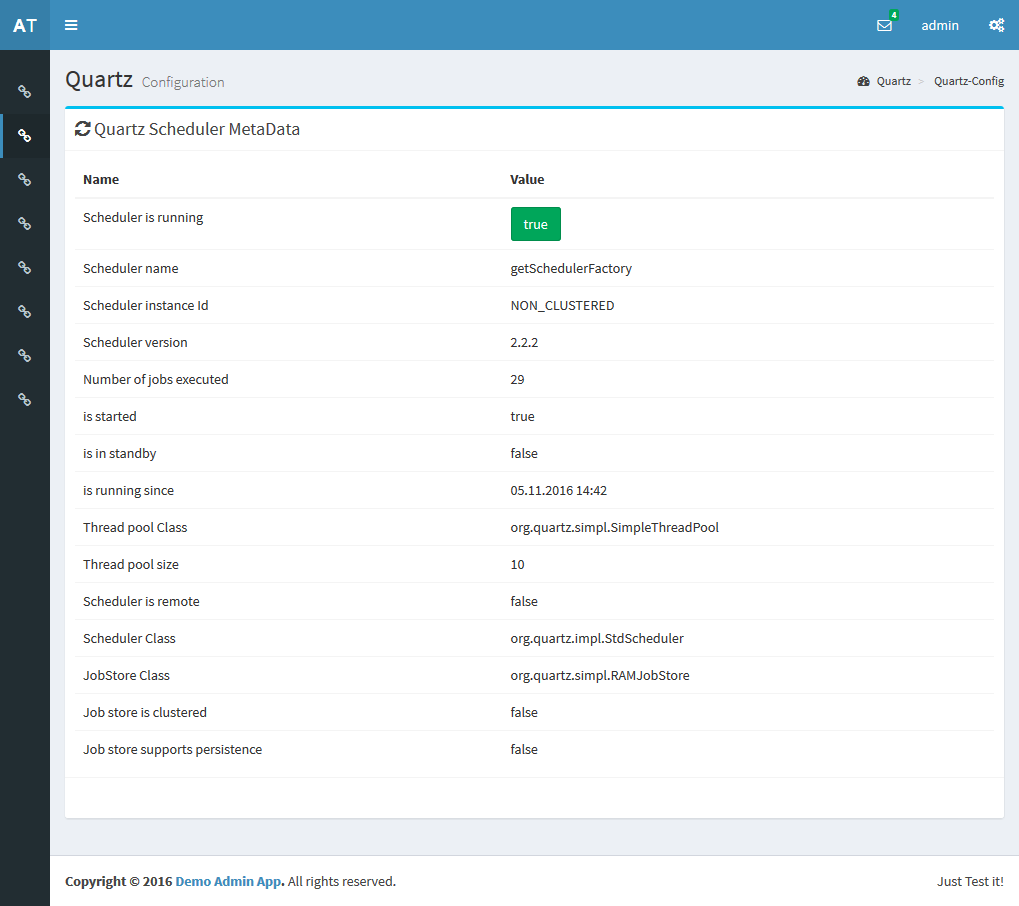 AT
4
admin
Quartz Configuration
Quartz > Quartz-Config
Quartz Scheduler MetaData
Name Value
Scheduler is running true
Scheduler name getSchedulerFactory
Scheduler instance Id NON_CLUSTERED
Scheduler version 2.2.2
Number of jobs executed 29
is started true
is in standby false
is running since 05.11.2016 14:42
Thread pool Class org.quartz.simpl.SimpleThreadPool
Thread pool size 10
Scheduler is remote false
Scheduler Class org.quartz.impl.StdScheduler
JobStore Class org.quartz.simpl.RAMJobStore
Job store is clustered false
Job store supports persistence false
Copyright © 2016 Demo Admin App. All rights reserved. Just Test it!